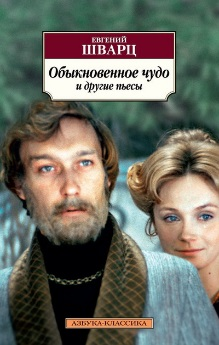 ЕВГЕНИЙ
ШВАРЦ
Обыкновенное чудо
и другие пьесы
АЗБУКА-КЛАССИКА